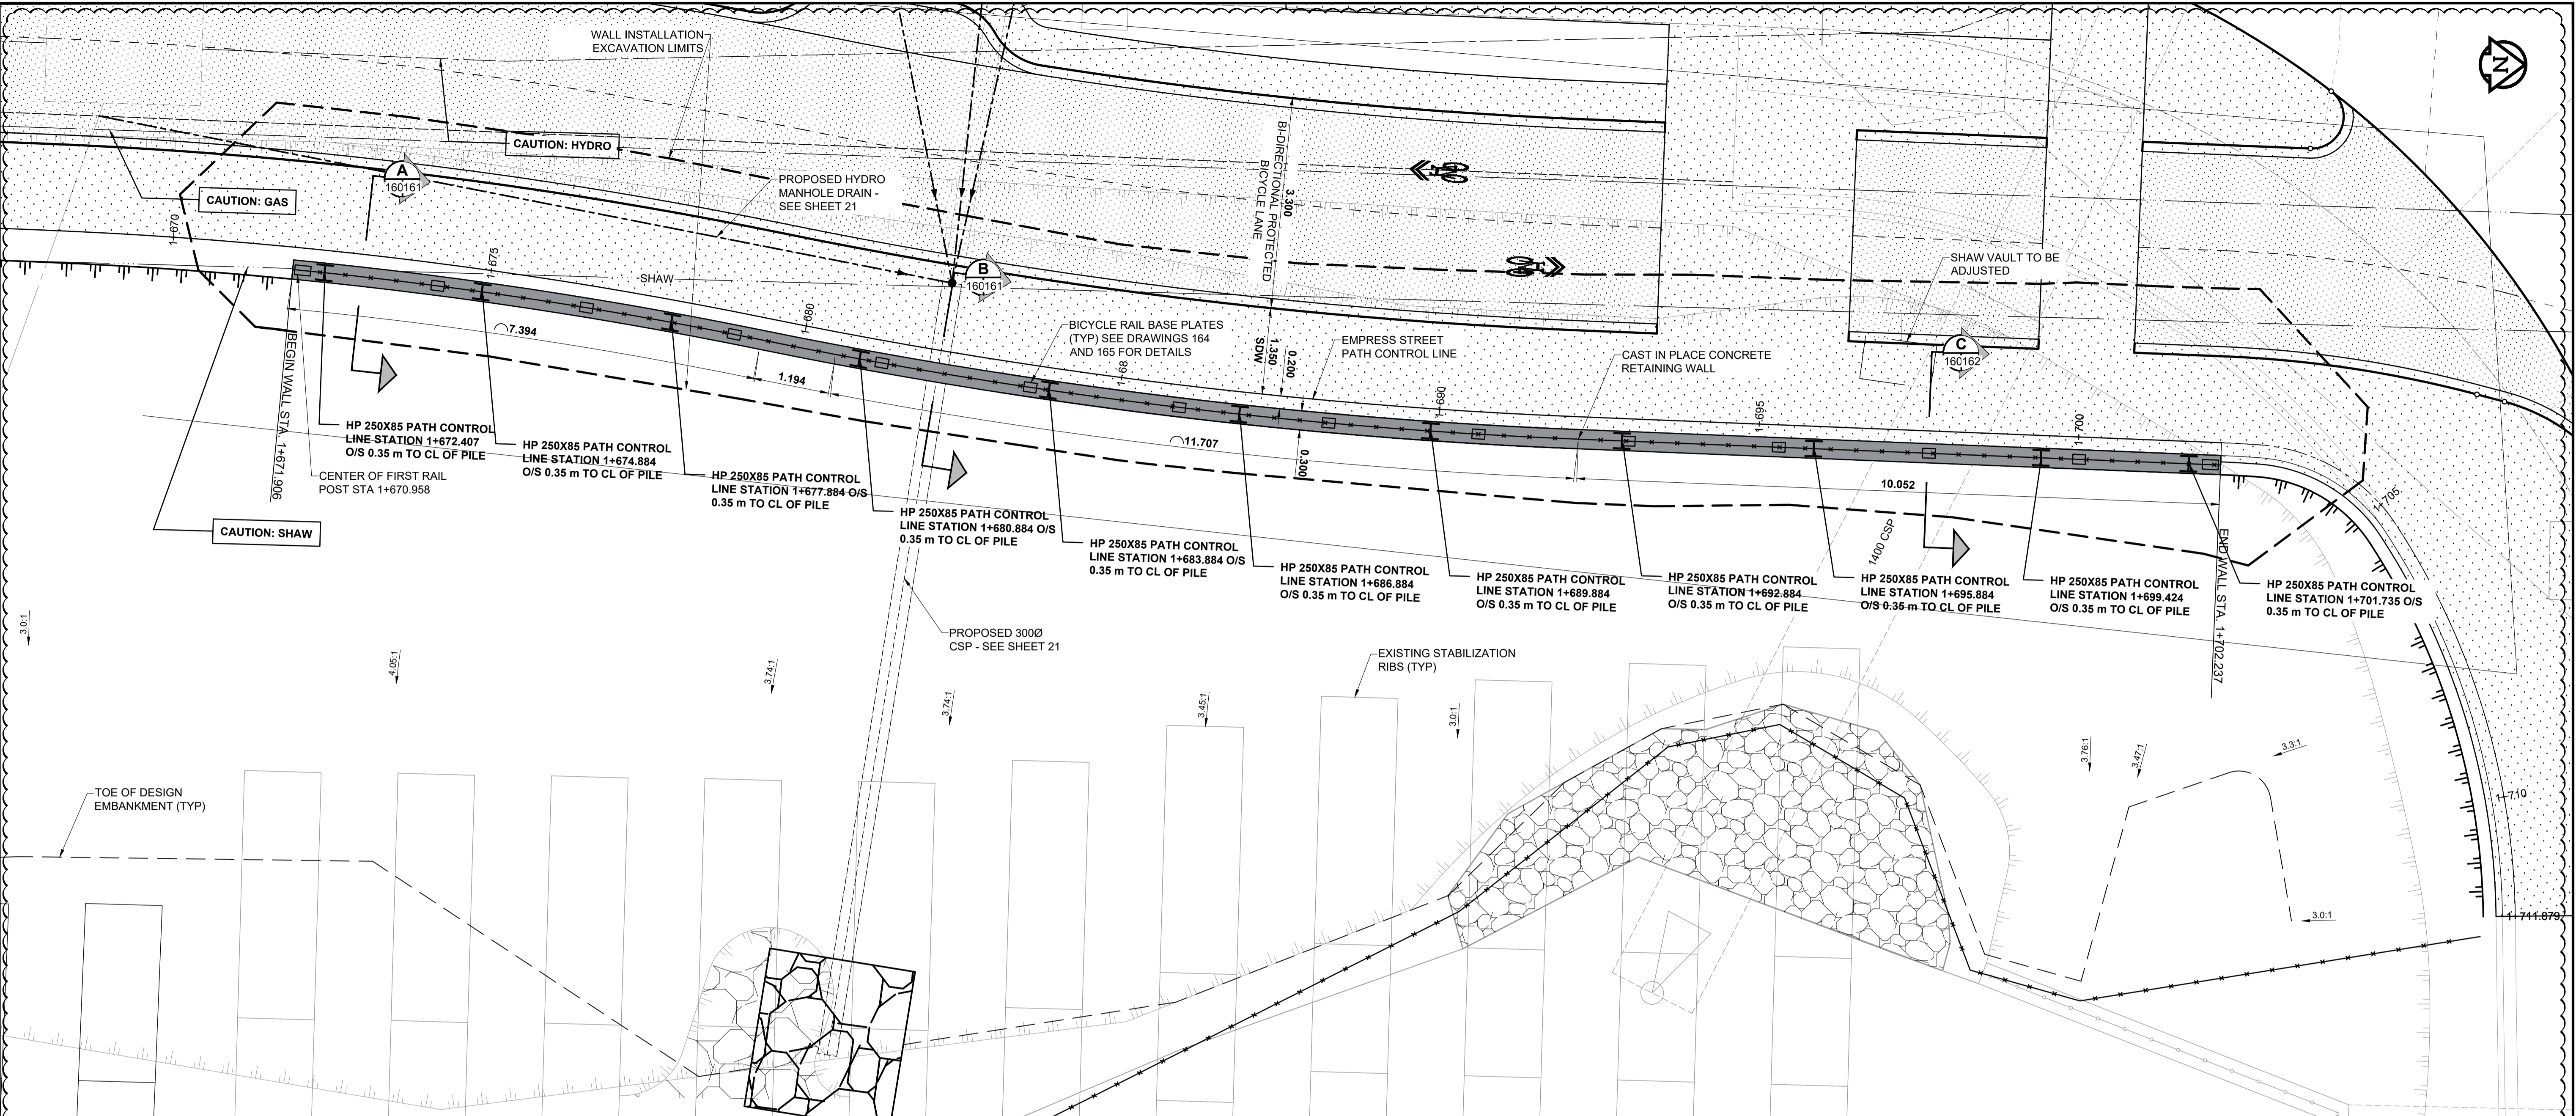 WALL INSTALLATION
EXCAVATION LIMITS
N
CAUTION: HYDRO
A
160161
CAUTION: GAS
PROPOSED HYDRO
MANHOLE DRAIN -
SEE SHEET 21
BI-DIRECTIONAL PROTECTED
BICYCLE LANE
3.300
1+670
1+675
SHAW
B
160161
1+680
SHAW VAULT TO BE
ADJUSTED
7.394
BICYCLE RAIL BASE PLATES
(TYP) SEE DRAWINGS 164
AND 165 FOR DETAILS
1.350
SDW
0.200
EMPRESS STREET
PATH CONTROL LINE
CAST IN PLACE CONCRETE
RETAINING WALL
C
160162
1.194
1+68
1+690
1+695
1+700
11.707
0.300
10.052
1+705
BEGIN WALL STA. 1+671.906
HP 250X85 PATH CONTROL
LINE STATION 1+672.407
O/S 0.35 m TO CL OF PILE
CENTER OF FIRST RAIL
POST STA 1+670.958
HP 250X85 PATH CONTROL
LINE STATION 1+674.884
O/S 0.35 m TO CL OF PILE
HP 250X85 PATH CONTROL
LINE STATION 1+677.884 O/S
0.35 m TO CL OF PILE
HP 250X85 PATH CONTROL
LINE STATION 1+680.884 O/S
0.35 m TO CL OF PILE
HP 250X85 PATH CONTROL
LINE STATION 1+683.884 O/S
0.35 m TO CL OF PILE
HP 250X85 PATH CONTROL
LINE STATION 1+686.884
O/S 0.35 m TO CL OF PILE
HP 250X85 PATH CONTROL
LINE STATION 1+689.884
O/S 0.35 m TO CL OF PILE
HP 250X85 PATH CONTROL
LINE STATION 1+692.884
O/S 0.35 m TO CL OF PILE
1400 CSP
HP 250X85 PATH CONTROL
LINE STATION 1+695.884
O/S 0.35 m TO CL OF PILE
HP 250X85 PATH CONTROL
LINE STATION 1+699.424
O/S 0.35 m TO CL OF PILE
HP 250X85 PATH CONTROL
LINE STATION 1+701.735 O/S
0.35 m TO CL OF PILE
END WALL STA. 1+702.237
CAUTION: SHAW
PROPOSED 300Ø
CSP - SEE SHEET 21
EXISTING STABILIZATION
RIBS (TYP)
3.0:1
4.05:1
3.74:1
3.74:1
3.45:1
3.0:1
3.76:1
3.47:1
3.3:1
3.0:1
TOE OF DESIGN
EMBANKMENT (TYP)
1+710
1+711.879